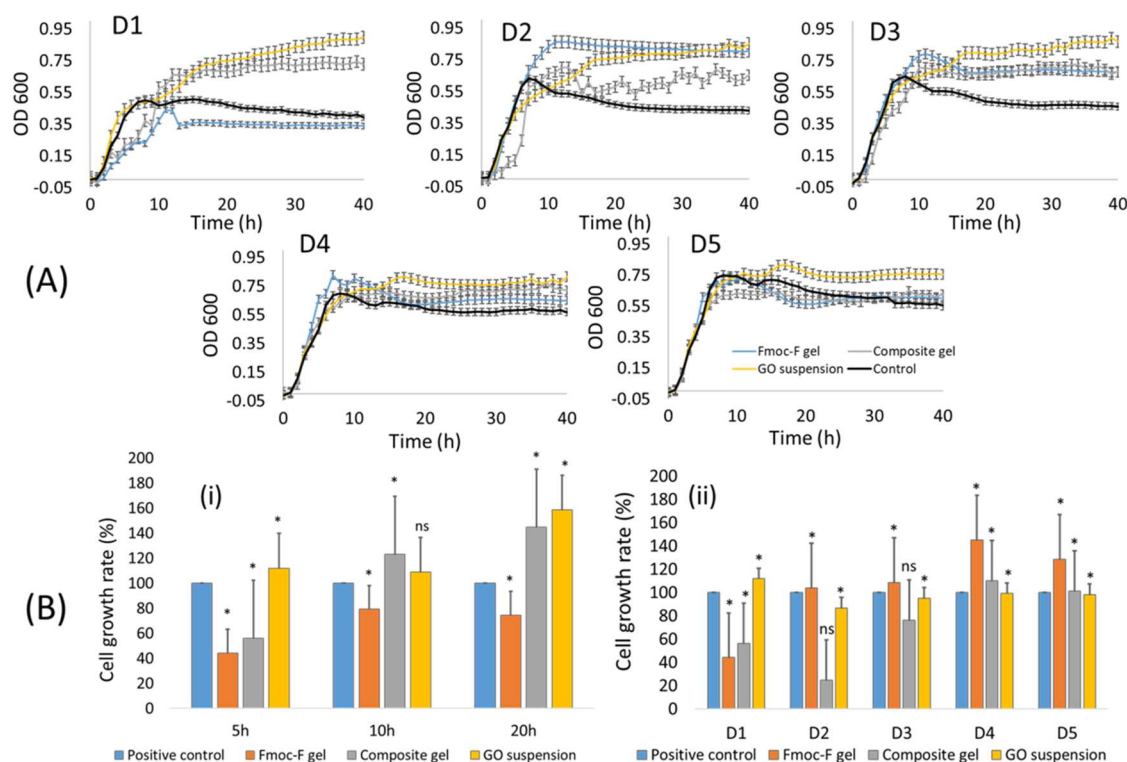 D1
D2
D3
OD 600
0.95
0.75
0.55
0.35
0.15
-0.05
0 10 20 30 40
Time (h)
OD 600
0.95
0.75
0.55
0.35
0.15
-0.05
0 10 20 30 40
Time (h)
OD 600
0.95
0.75
0.55
0.35
0.15
-0.05
0 10 20 30 40
Time (h)
(A)
D4
D5
OD 600
0.95
0.75
0.55
0.35
0.15
-0.05
0 10 20 30 40
Time (h)
OD 600
0.95
0.75
0.55
0.35
0.15
-0.05
Fmoc-F gel Composite gel
GO suspension Control
0 10 20 30 40
Time (h)
(B)
(i)
Cell growth rate (%)
200
180
160
140
120
100
80
60
40
20
0
* * *
* * ns
* * *
5h 10h 20h
Positive control Fmoc-F gel Composite gel GO suspension
(ii)
Cell growth rate (%)
200
180
160
140
120
100
80
60
40
20
0
* * *
* ns *
* ns *
* * *
* * *
D1 D2 D3 D4 D5
Positive control Fmoc-F gel Composite gel GO suspension